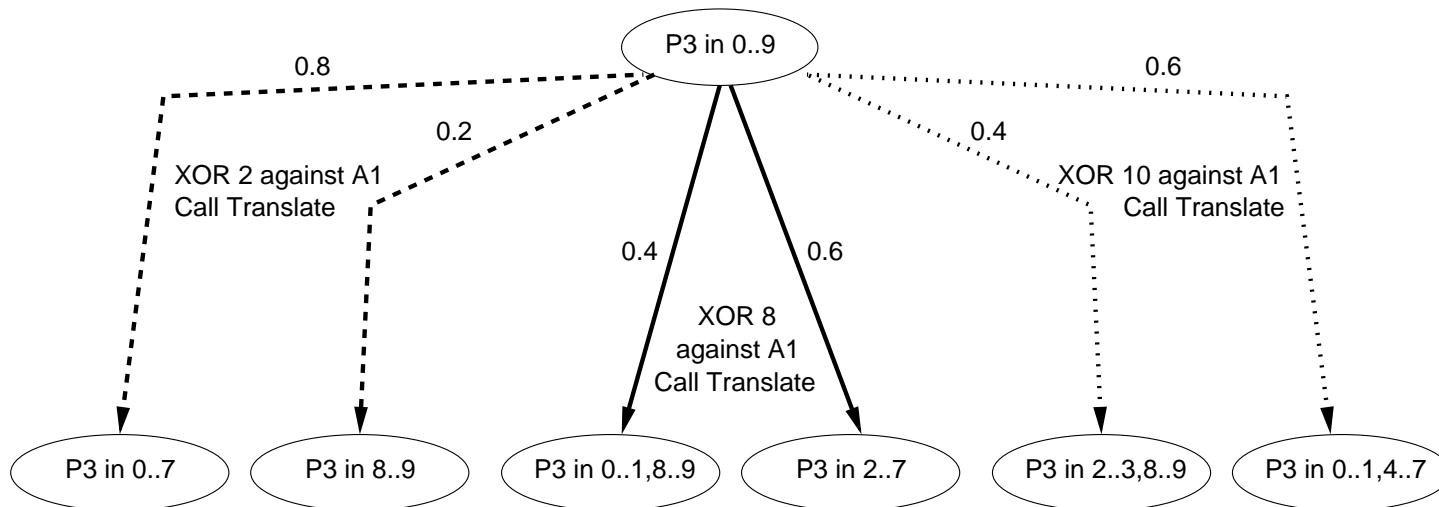 P3 in 0..9
0.8
0.6
0.2
0.4
XOR 2 against A1
Call Translate
XOR 10 against A1
Call Translate
0.4
0.6
XOR 8
against A1
Call Translate
P3 in 0..7
P3 in 8..9
P3 in 0..1,8..9
P3 in 2..7
P3 in 2..3,8..9
P3 in 0..1,4..7